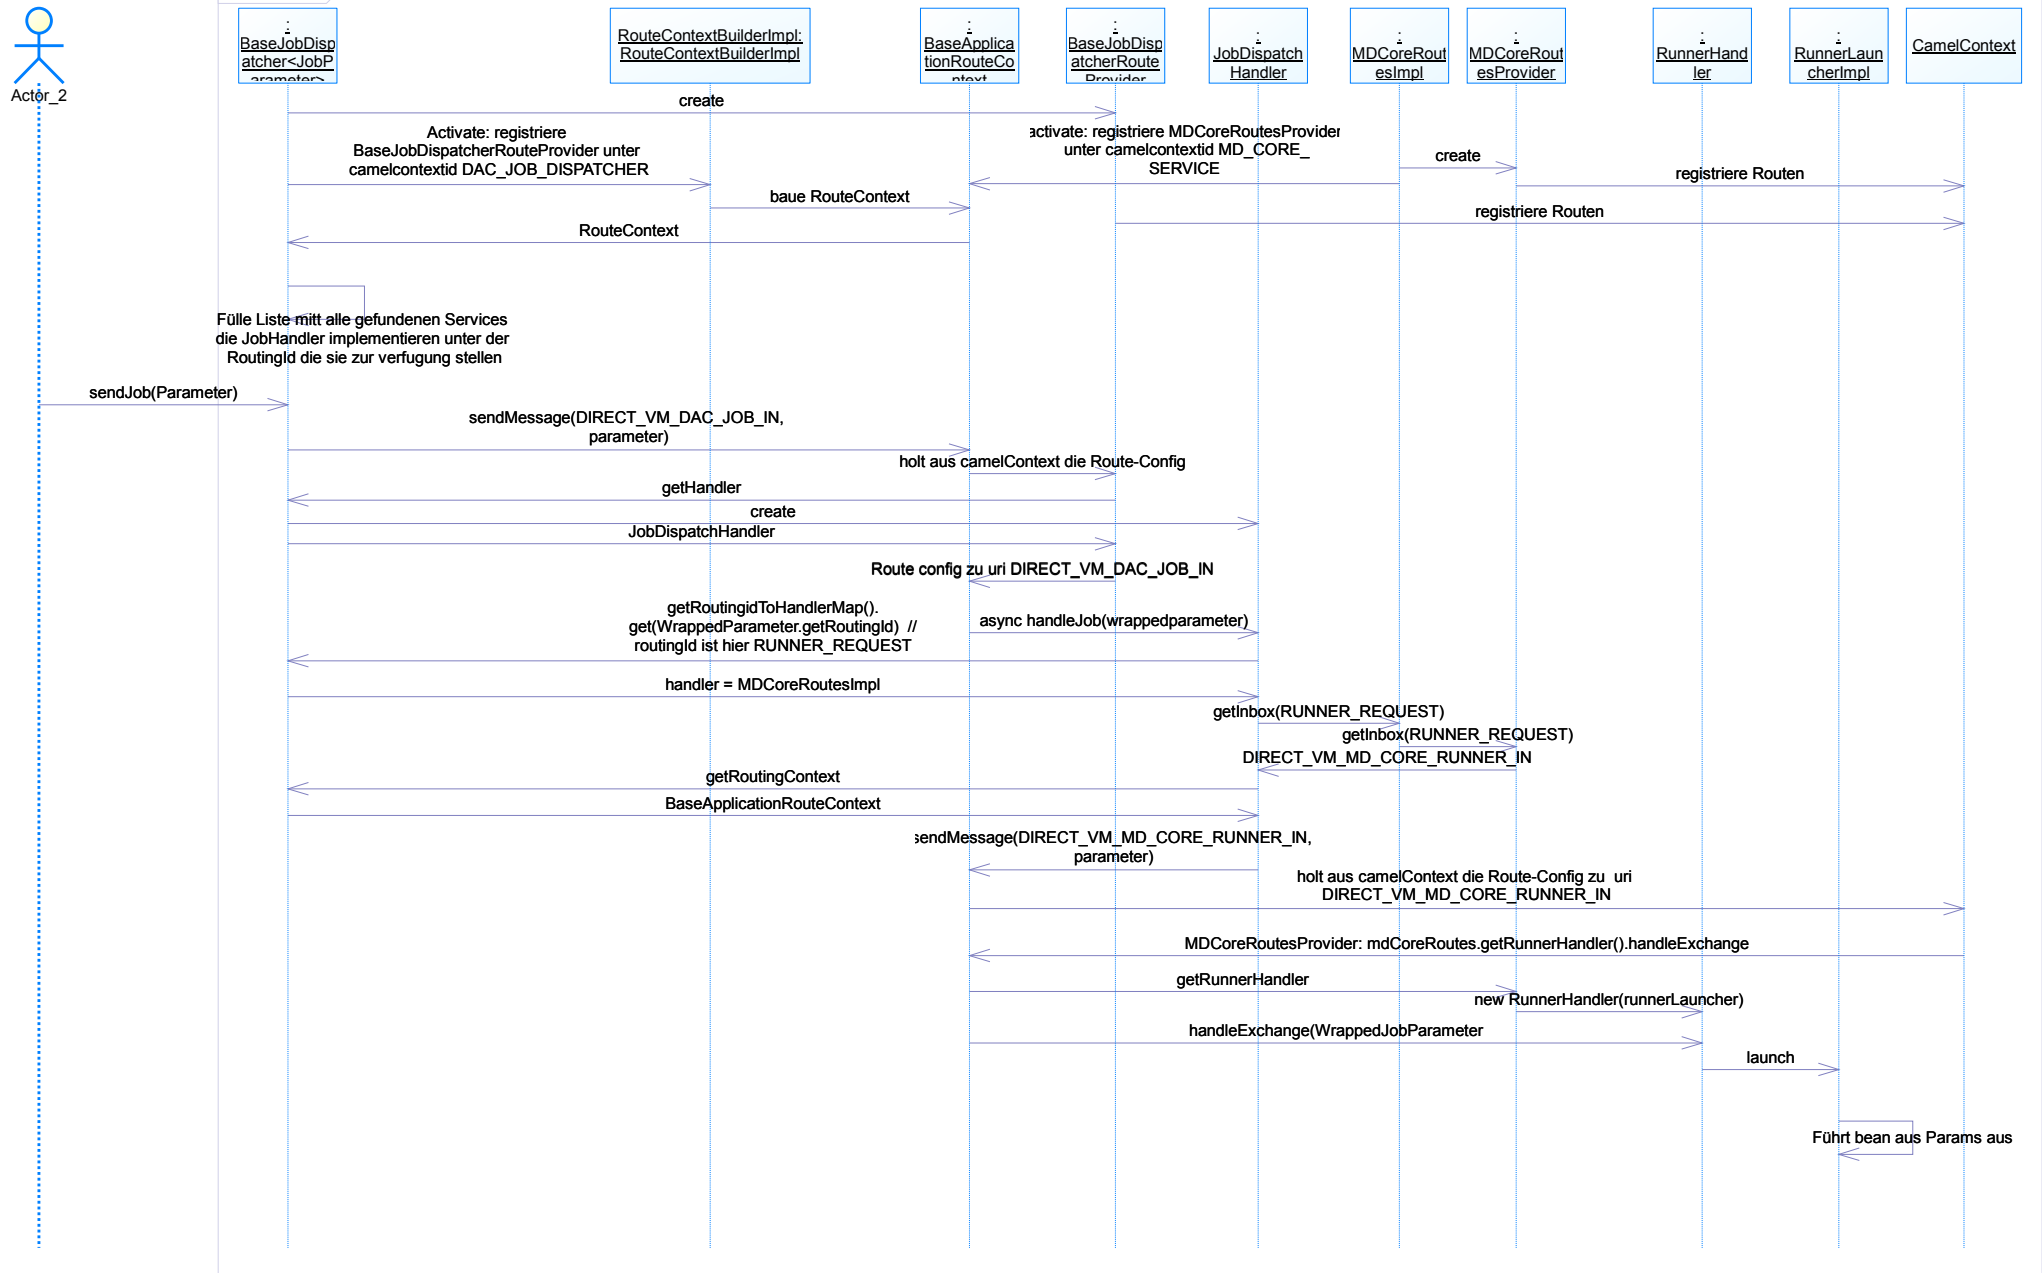 :
BaseJobDisp
atcher<JobP
arameter>
RouteContextBuilderImpl:
RouteContextBuilderImpl
:
BaseApplica
tionRouteCo
ntext
:
BaseJobDisp
atcherRoute
Provider
:
JobDispatch
Handler
:
MDCoreRout
esImpl
:
MDCoreRout
esProvider
:
RunnerHand
ler
:
RunnerLaun
cherImpl
CamelContext
Actor_2
create
Activate: registriere
BaseJobDispatcherRouteProvider unter
camelcontextid DAC_JOB_DISPATCHER
activate: registriere MDCoreRoutesProvider
unter camelcontextid MD_CORE_
SERVICE
create
registriere Routen
baue RouteContext
registriere Routen
RouteContext
Fülle Liste mitt alle gefundenen Services
die JobHandler implementieren unter der
RoutingId die sie zur verfugung stellen
sendJob(Parameter)
sendMessage(DIRECT_VM_DAC_JOB_IN,
parameter)
holt aus camelContext die Route-Config
getHandler
create
JobDispatchHandler
Route config zu uri DIRECT_VM_DAC_JOB_IN
getRoutingidToHandlerMap().
get(WrappedParameter.getRoutingId) //
routingId ist hier RUNNER_REQUEST
async handleJob(wrappedparameter)
handler = MDCoreRoutesImpl
getInbox(RUNNER_REQUEST)
getInbox(RUNNER_REQUEST)
DIRECT_VM_MD_CORE_RUNNER_IN
getRoutingContext
BaseApplicationRouteContext
sendMessage(DIRECT_VM_MD_CORE_RUNNER_IN,
parameter)
holt aus camelContext die Route-Config zu uri
DIRECT_VM_MD_CORE_RUNNER_IN
MDCoreRoutesProvider: mdCoreRoutes.getRunnerHandler().handleExchange
getRunnerHandler
new RunnerHandler(runnerLauncher)
handleExchange(WrappedJobParameter
launch
Führt bean aus Params aus